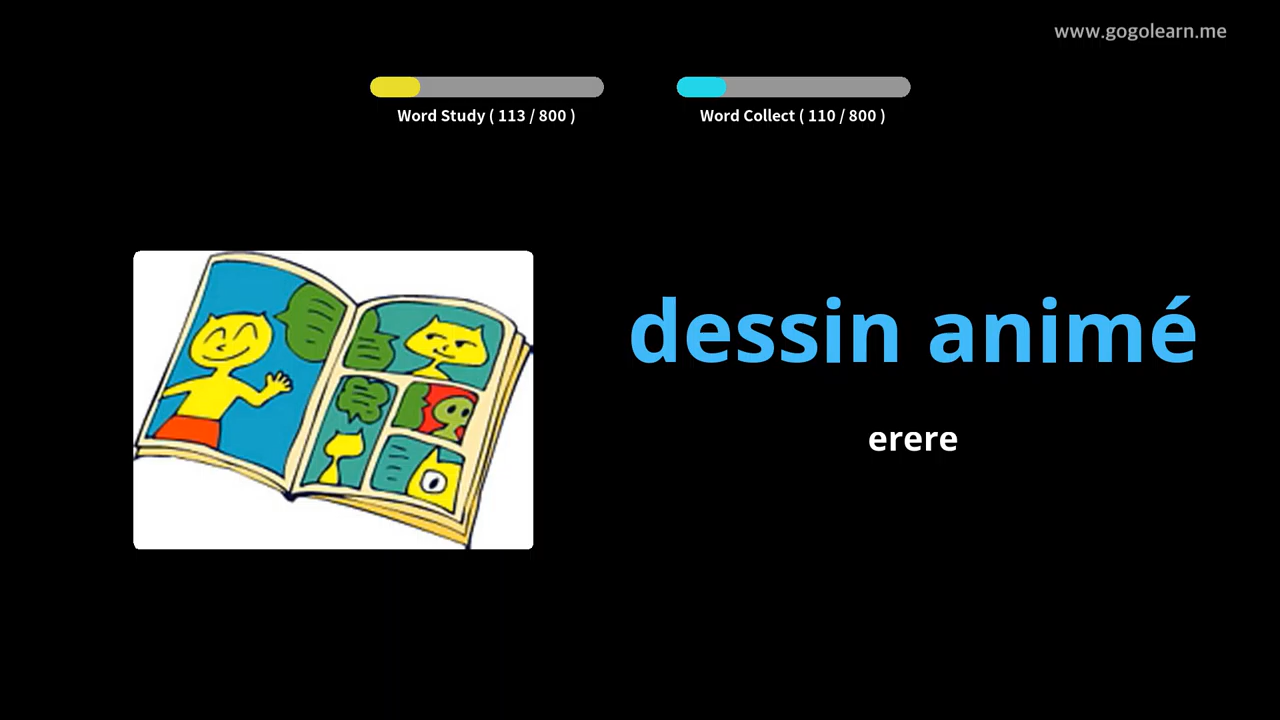 www.gogolearn.me
Word Study ( 113 / 800 )
Word Collect ( 110 / 800 )
dessin animé
erere